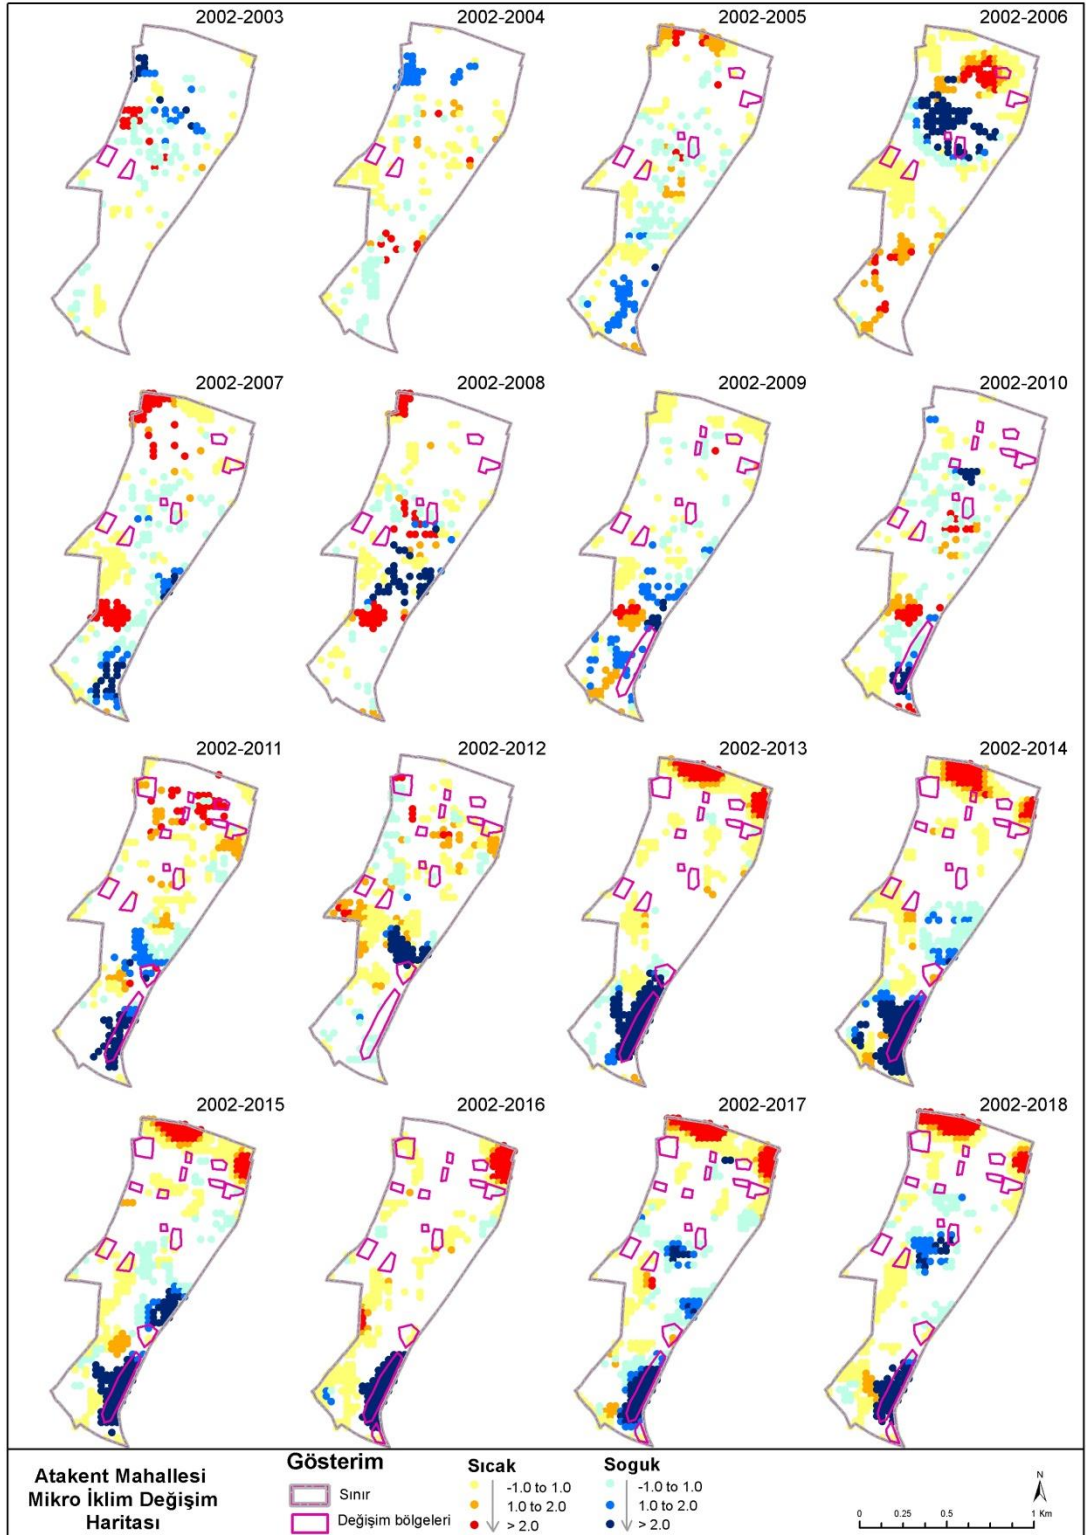 2002-2003
2002-2004
2002-2005
2002-2006
2002-2007
2002-2008
2002-2009
2002-2010
2002-2011
2002-2012
2002-2013
2002-2014
2002-2015
2002-2016
2002-2017
2002-2018
Atakent Mahallesi
Mikro İklim Değişim
Haritası
Gösterim
Sınır
Değişim bölgeleri
Sıcak
-1.0 to 1.0
1.0 to 2.0
> 2.0
Soguk
-1.0 to 1.0
1.0 to 2.0
> 2.0
N
0 0.25 0.5 1 Km